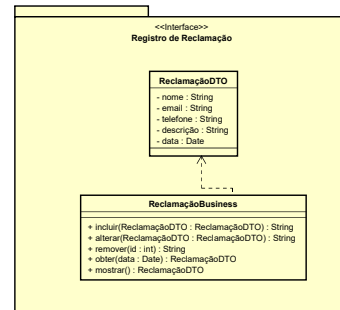 <<Interface>>
Registro de Reclamação
ReclamaçãoDTO
- nome : String
- email : String
- telefone : String
- descrição : String
- data : Date
ReclamaçãoBusiness
+ incluir(ReclamaçãoDTO : ReclamaçãoDTO) : String
+ alterar(ReclamaçãoDTO : ReclamaçãoDTO) : String
+ remover(id : int) : String
+ obter(data : Date) : ReclamaçãoDTO
+ mostrar() : ReclamaçãoDTO